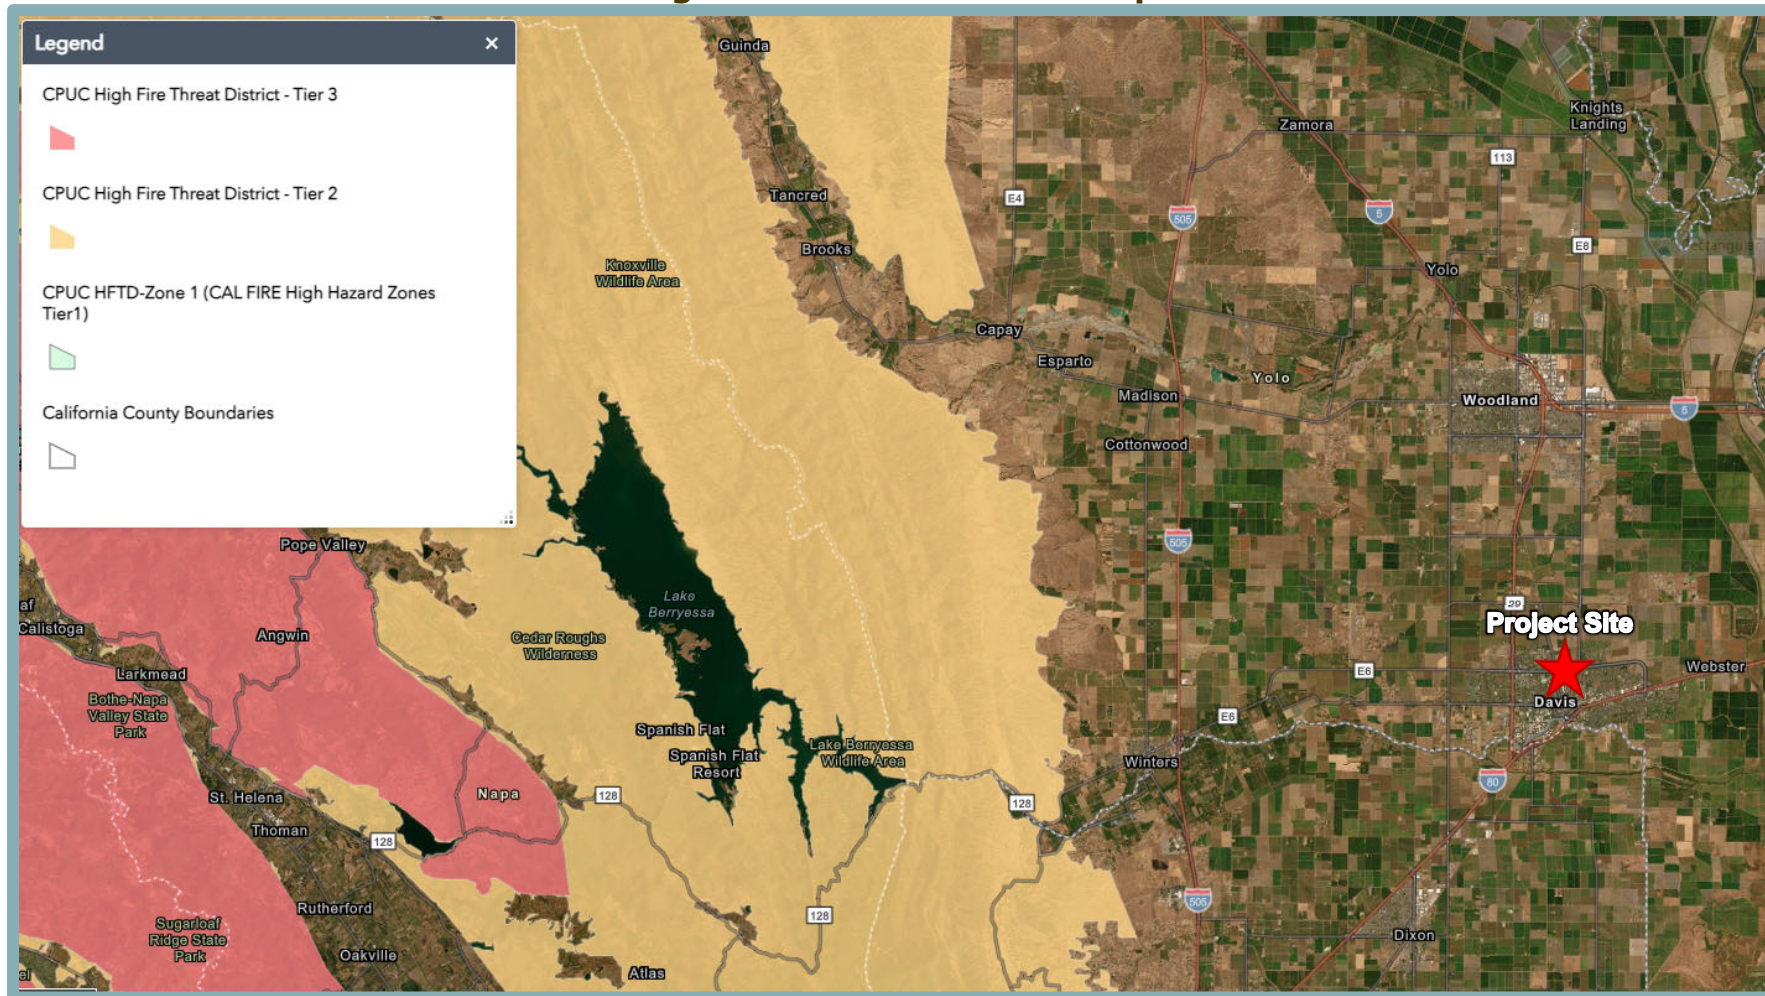 Legend
CPUC High Fire Threat District - Tier 3
CPUC High Fire Threat District - Tier 2
CPUC HFTD-Zone 1 (CAL FIRE High Hazard Zones
Tier1)
California County Boundaries
Guinda
Knights
Landing
Zamora
113
Tancred
E4
505
5
Brooks
E8
Knoxville
Wildlife Area
Yolo
Capay
Esparto
Yolo
Madison
Woodland
5
Cottonwood
505
Pope Valley
Lake
Berryessa
29
af
Calistoga
Angwin
Project Site
Cedar Roughs
Wilderness
Larkmead
E6
Webster
Bothe-Napa
Valley State
Park
Davis
E6
Spanish Flat
Spanish Flat
Resort
Lake Berryessa
Wildlife Area
Winters
80
St. Helena
Napa
128
128
Thoman
128
505
Rutherford
128
Sugarloaf
Ridge State
Park
Dixon
Oakville
Atlas
el